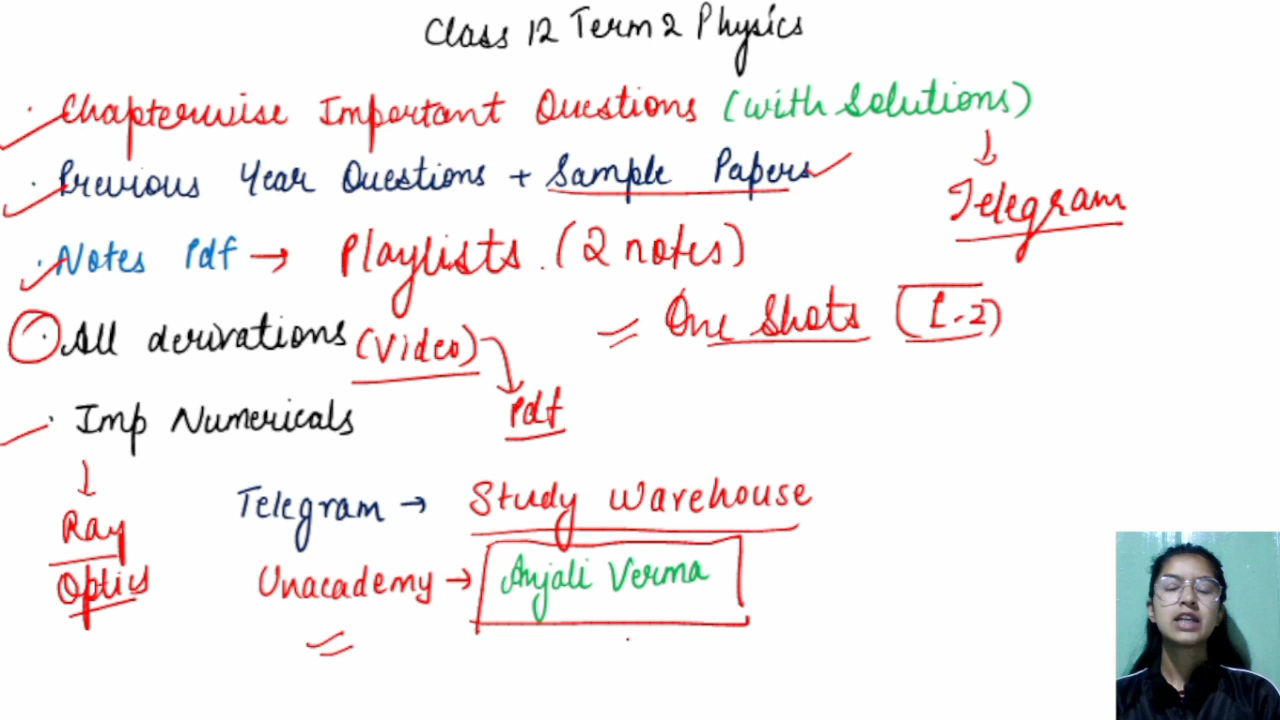 Class 12 Term 2 Physics
· Chapterwise Important Questions (with Solutions)
↓
Telegram
· Previous Year Questions + Sample Papers
· Notes Pdf → Playlists. (2 notes)
= One Shots (1.2)
· All derivations (Video)
Pdf
· Imp Numericals
↓
Ray
Optics
Telegram → Study Warehouse
Unacademy → Anjali Verma